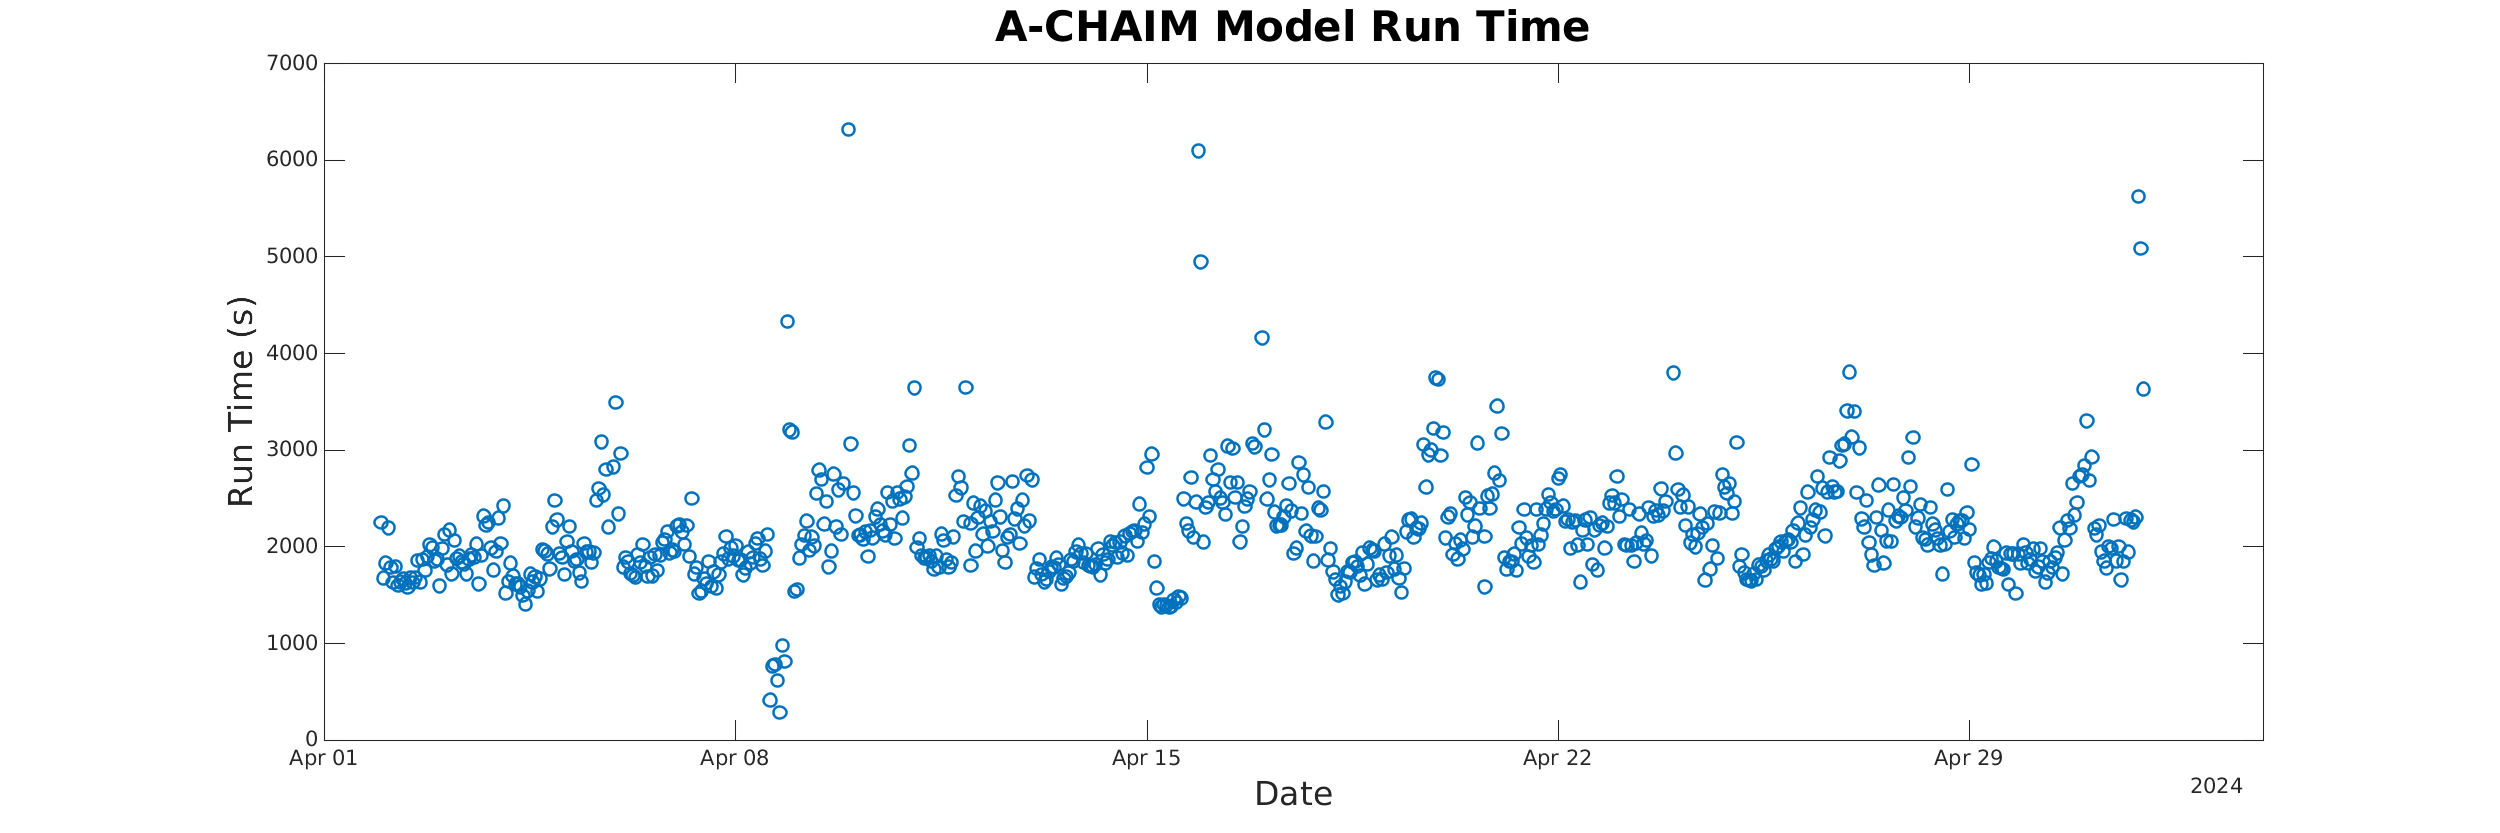 A-CHAIM Model Run Time
7000
6000
5000
4000
3000
2000
1000
0
Run Time (s)
Apr 01
Apr 08
Apr 15
Apr 22
Apr 29
2024
Date